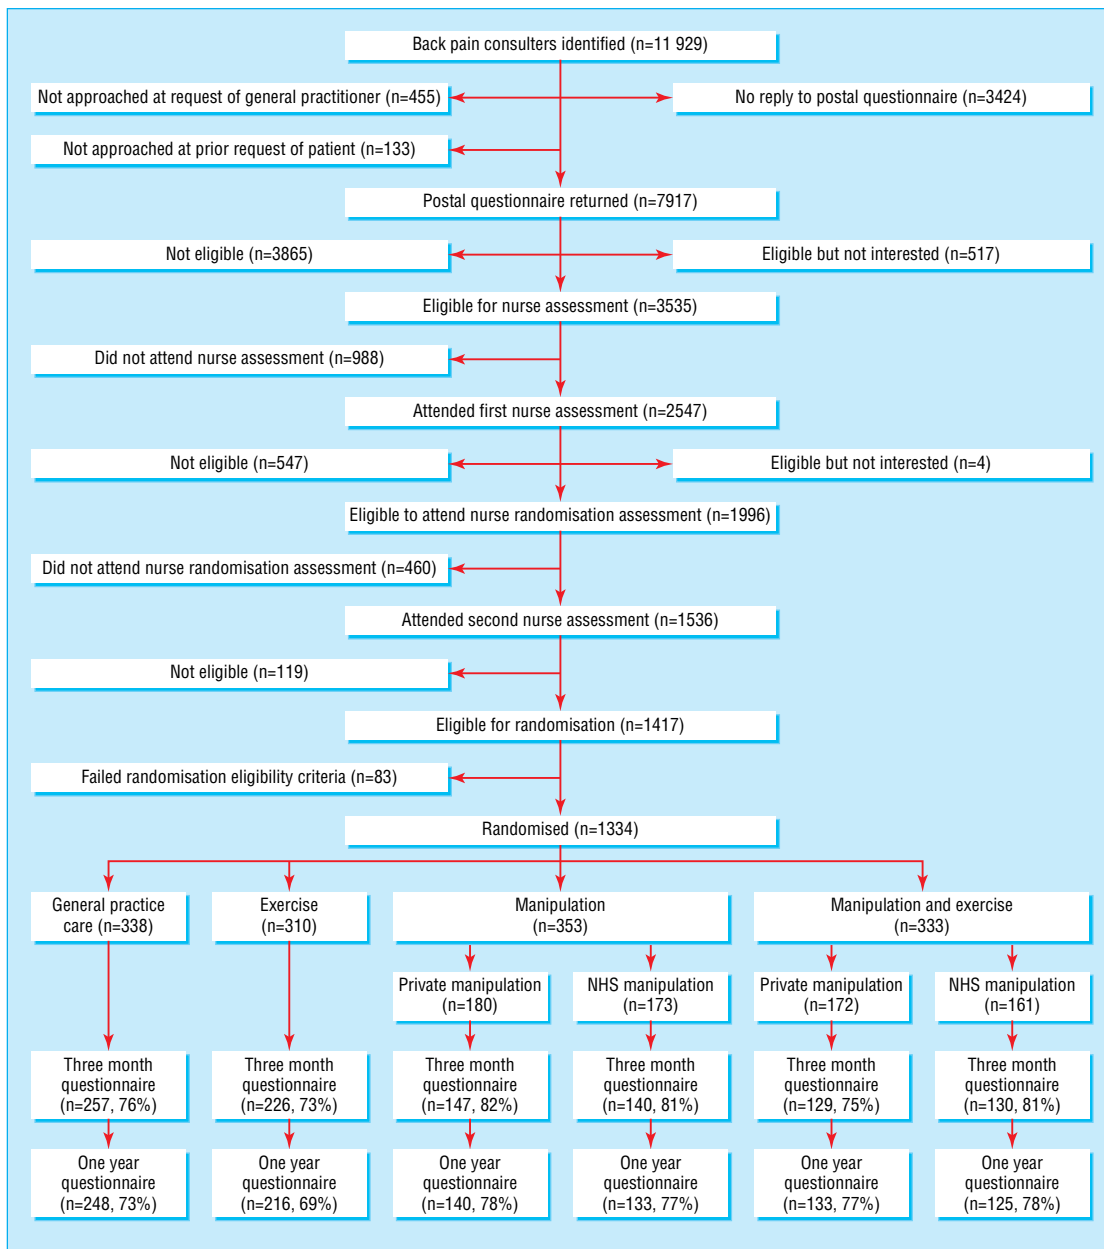 Back pain consulters identified (n=11 929)
Not approached at request of general practitioner (n=455)
No reply to postal questionnaire (n=3424)
Not approached at prior request of patient (n=133)
Postal questionnaire returned (n=7917)
Not eligible (n=3865)
Eligible but not interested (n=517)
Eligible for nurse assessment (n=3535)
Did not attend nurse assessment (n=988)
Attended first nurse assessment (n=2547)
Not eligible (n=547)
Eligible but not interested (n=4)
Eligible to attend nurse randomisation assessment (n=1996)
Did not attend nurse randomisation assessment (n=460)
Attended second nurse assessment (n=1536)
Not eligible (n=119)
Eligible for randomisation (n=1417)
Failed randomisation eligibility criteria (n=83)
Randomised (n=1334)
General practice
care (n=338)
Exercise
(n=310)
Manipulation
(n=353)
Manipulation and exercise
(n=333)
Private manipulation
(n=180)
NHS manipulation
(n=173)
Private manipulation
(n=172)
NHS manipulation
(n=161)
Three month
questionnaire
(n=257, 76%)
Three month
questionnaire
(n=226, 73%)
Three month
questionnaire
(n=147, 82%)
Three month
questionnaire
(n=140, 81%)
Three month
questionnaire
(n=129, 75%)
Three month
questionnaire
(n=130, 81%)
One year
questionnaire
(n=248, 73%)
One year
questionnaire
(n=216, 69%)
One year
questionnaire
(n=140, 78%)
One year
questionnaire
(n=133, 77%)
One year
questionnaire
(n=133, 77%)
One year
questionnaire
(n=125, 78%)